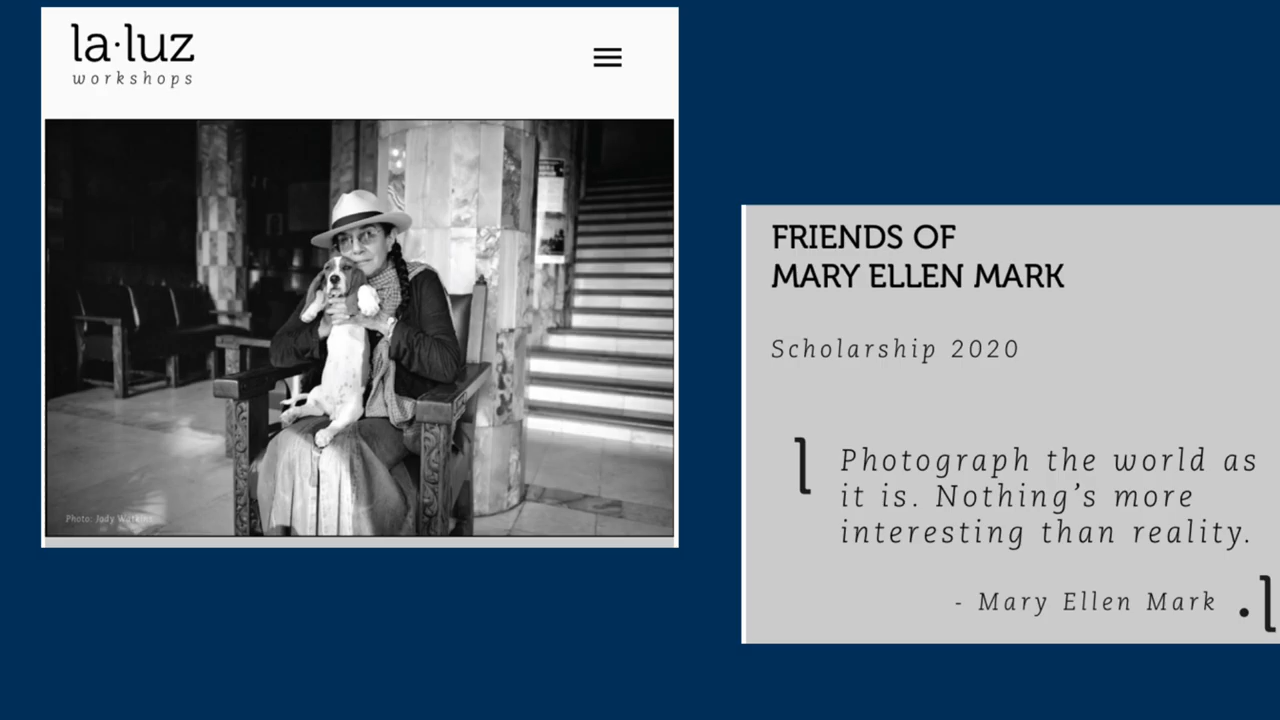 la·luz
workshops
Photo: Jody Watkins
FRIENDS OF
MARY ELLEN MARK
Scholarship 2020
Photograph the world as
it is. Nothing’s more
interesting than reality.
- Mary Ellen Mark